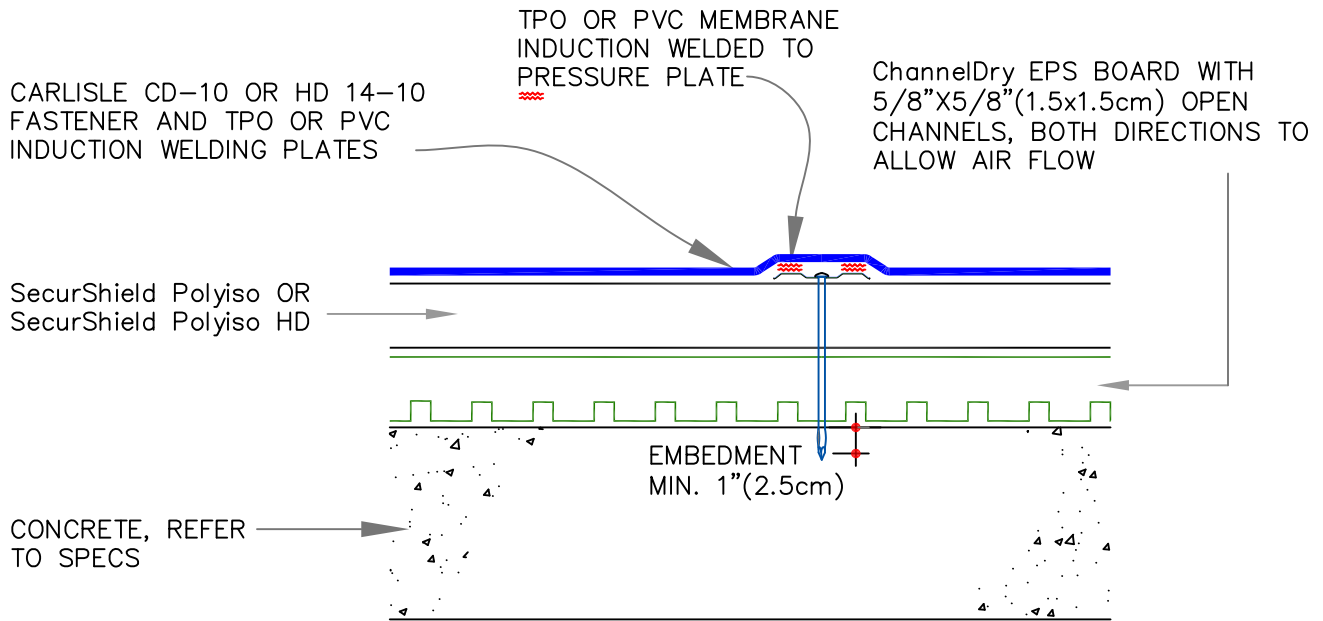 TPO OR PVC MEMBRANE
INDUCTION WELDED TO
PRESSURE PLATE
CARLISLE CD-10 OR HD 14-10
FASTENER AND TPO OR PVC
INDUCTION WELDING PLATES
ChannelDry EPS BOARD WITH
5/8"X5/8"(1.5x1.5cm) OPEN
CHANNELS, BOTH DIRECTIONS TO
ALLOW AIR FLOW
SecurShield Polyiso OR
SecurShield Polyiso HD
EMBEDMENT
MIN. 1"(2.5cm)
CONCRETE, REFER
TO SPECS